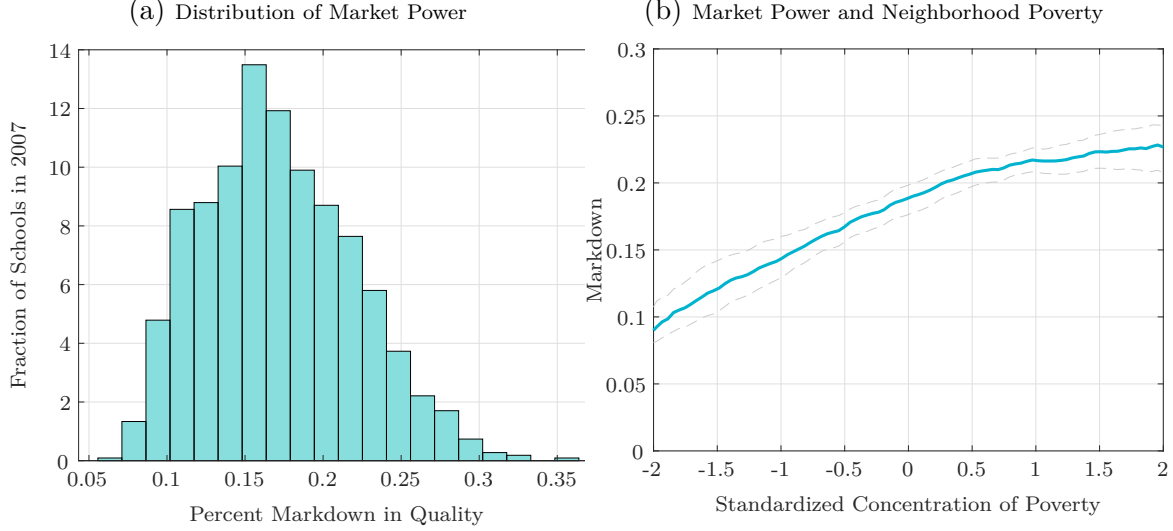 (a) Distribution of Market Power
Fraction of Schools in 2007
14
12
10
8
6
4
2
0
0.05 0.1 0.15 0.2 0.25 0.3 0.35
Percent Markdown in Quality
(b) Market Power and Neighborhood Poverty
Markdown
0.3
0.25
0.2
0.15
0.1
0.05
0
-2 -1.5 -1 -0.5 0 0.5 1 1.5 2
Standardized Concentration of Poverty